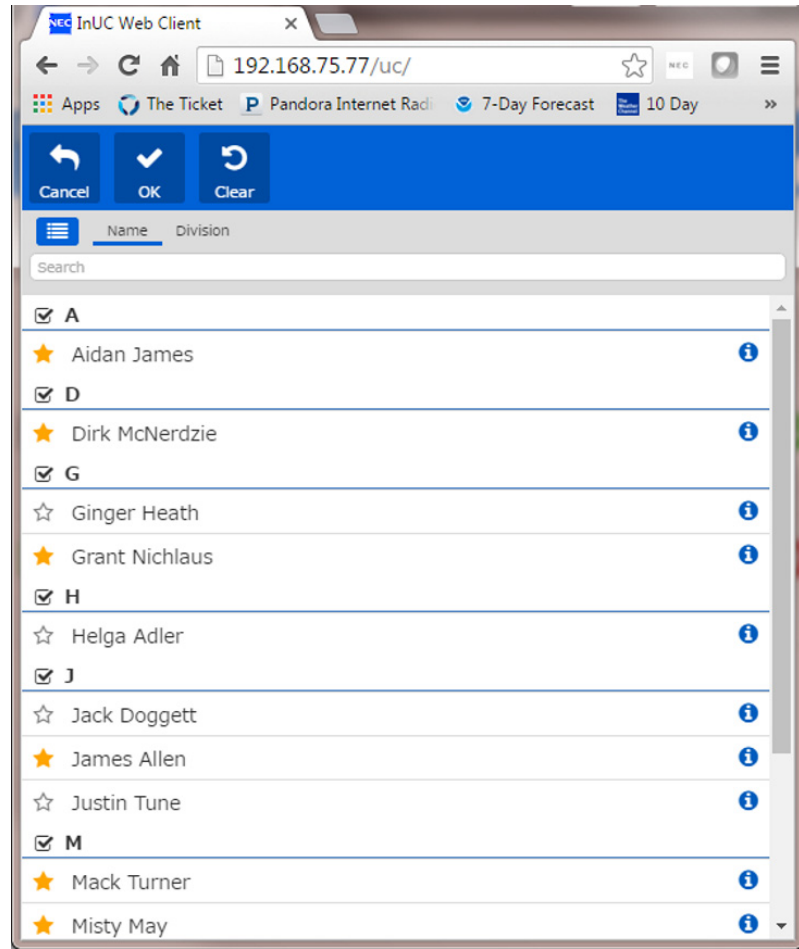 NEC InUC Web Client
192.168.75.77/uc/
NEC
Apps The Ticket P Pandora Internet Radi 7-Day Forecast 10 Day »
Cancel OK Clear
Name Division
Search
A
Aidan James
D
Dirk McNerdzie
G
Ginger Heath
Grant Nichlaus
H
Helga Adler
J
Jack Doggett
James Allen
Justin Tune
M
Mack Turner
Misty May